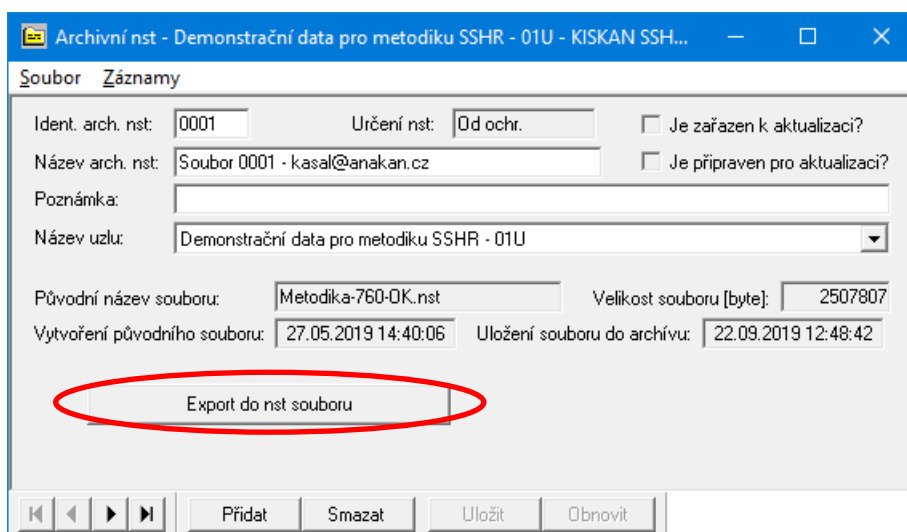 Archivní nst - Demonstrační data pro metodiku SSHR - 01U - KISKAN SSH...
Soubor Záznamy
Ident. arch. nst: 0001 Určení nst: Od ochr. Je zařazen k aktualizaci?
Název arch. nst: Soubor 0001 - kasal@anakan.cz Je připraven pro aktualizaci?
Poznámka:
Název uzlu: Demonstrační data pro metodiku SSHR - 01U
Původní název souboru: Metodika-760-OK.nst Velikost souboru [byte]: 2507807
Vytvoření původního souboru: 27.05.2019 14:40:06 Uložení souboru do archívu: 22.09.2019 12:48:42
Export do nst souboru
Přidat Smazat Uložit Obnovit